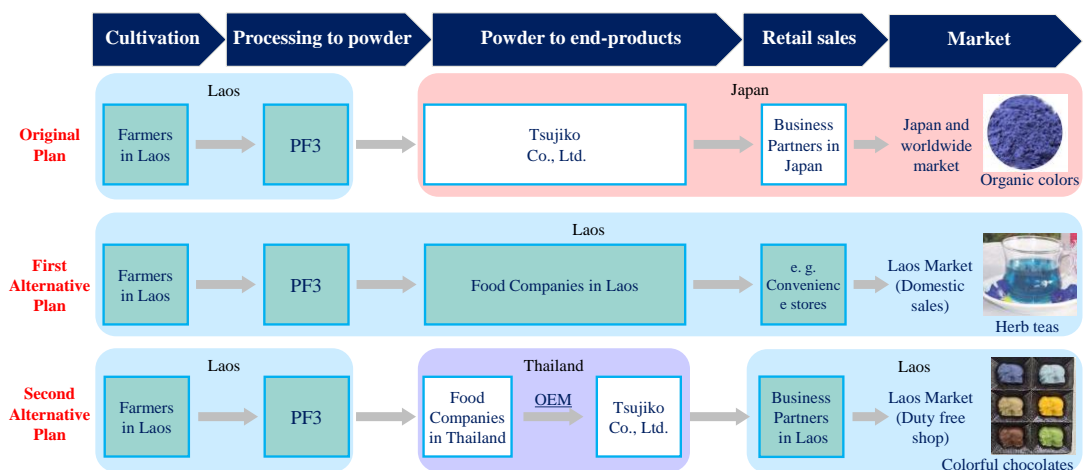 Cultivation
Processing to powder
Powder to end-products
Retail sales
Market
Original
Plan
Laos
Farmers
in Laos
PF3
Japan
Tsujiko
Co., Ltd.
Business
Partners in
Japan
Japan and
worldwide
market
Organic colors
First
Alternative
Plan
Laos
Farmers
in Laos
PF3
Food Companies in Laos
e. g.
Convenienc
e stores
Laos Market
(Domestic
sales)
Herb teas
Second
Alternative
Plan
Laos
Farmers
in Laos
PF3
Thailand
Food
Companies
in Thailand
OEM
Tsujiko
Co., Ltd.
Laos
Business
Partners
in Laos
Laos Market
(Duty free
shop)
Colorful chocolates